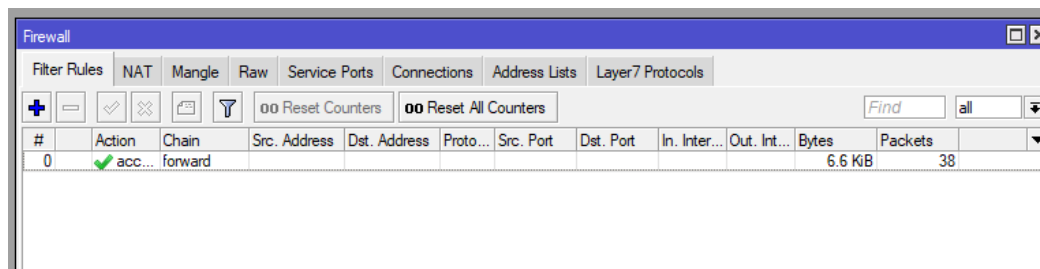 Firewall
Filter Rules NAT Mangle Raw Service Ports Connections Address Lists Layer7 Protocols
00 Reset Counters 00 Reset All Counters Find all
# Action Chain Src. Address Dst. Address Proto... Src. Port Dst. Port In. Inter... Out. Int... Bytes Packets
0 acc... forward 6.6 KiB 38